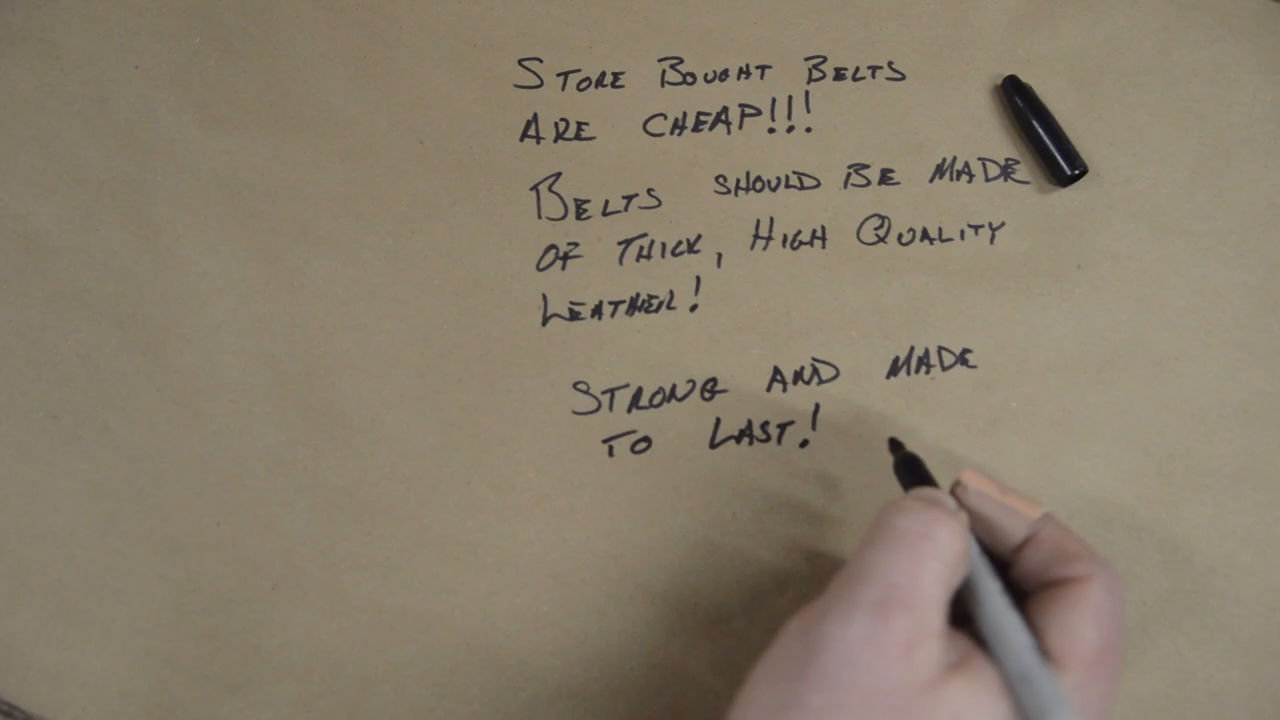 STORE BOUGHT BELTS
ARE CHEAP!!!
BELTS SHOULD BE MADE
OF THICK, HIGH QUALITY
LEATHER!
STRONG AND MADE
TO LAST!